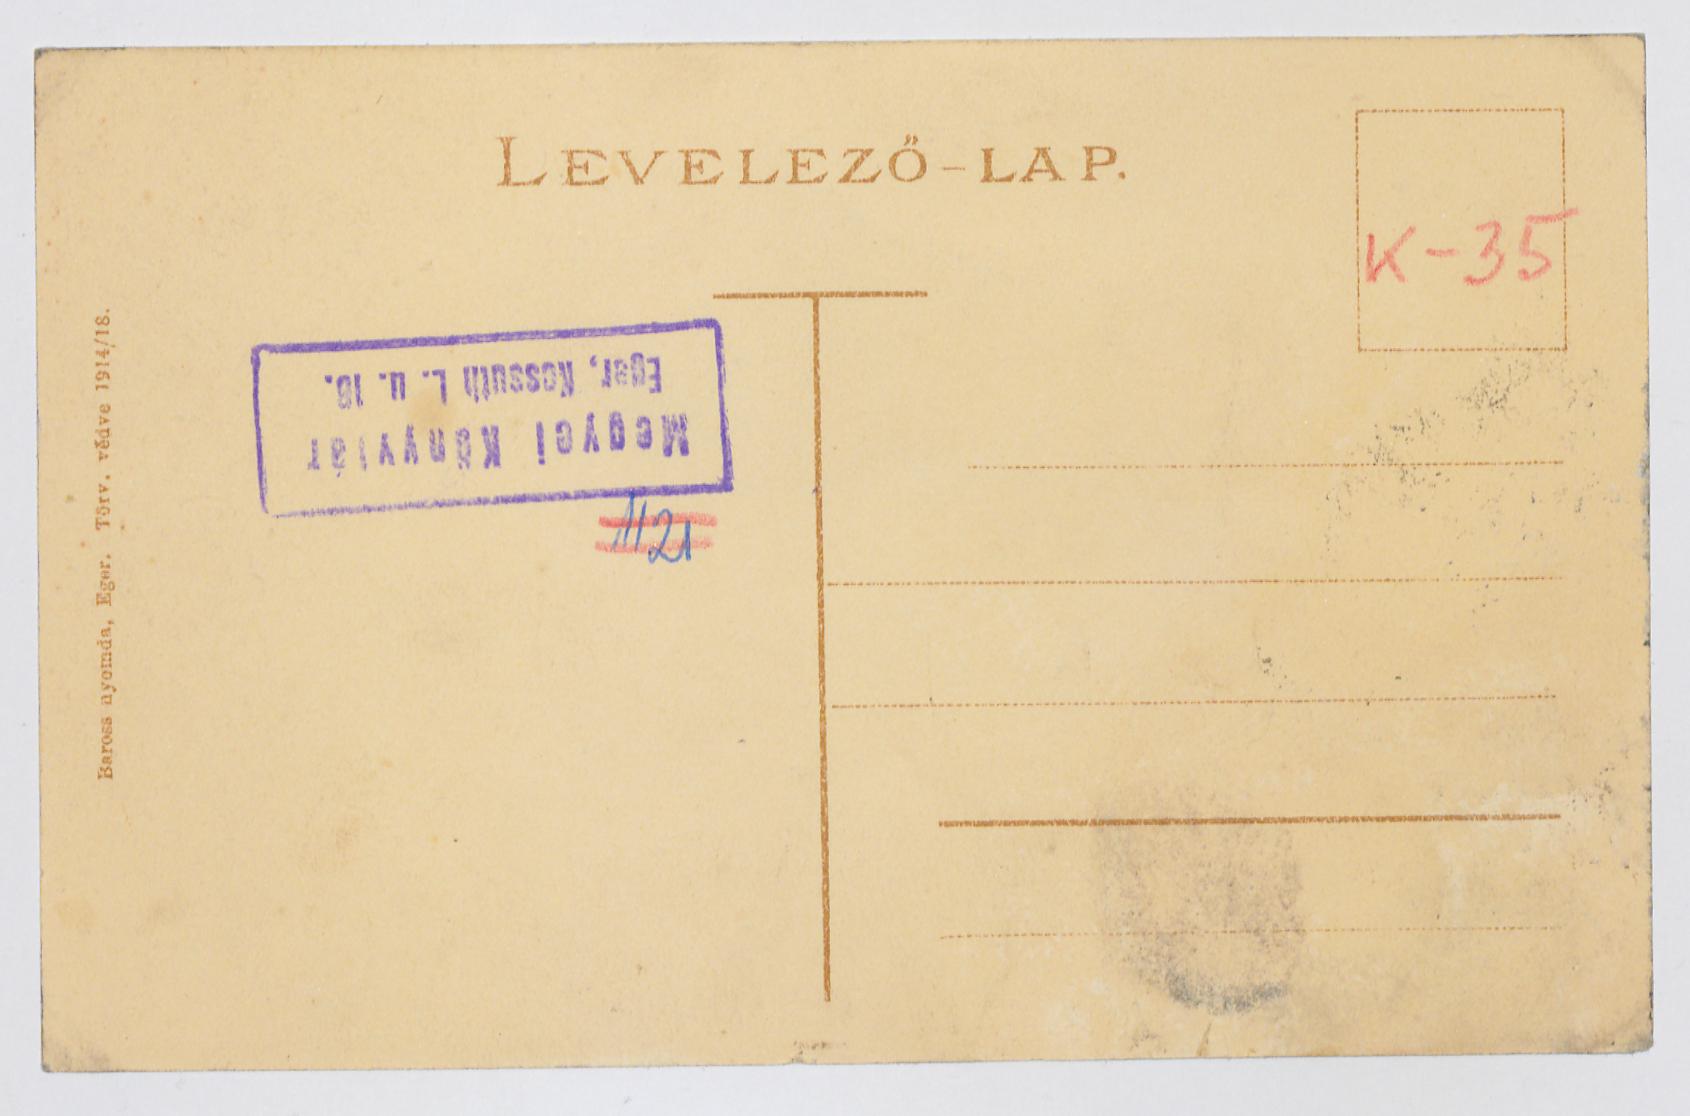 LEVELEZŐ-LAP.
K-35
Megyei Könyvtár
Eger, Kossuth L. u. 16.
1121
Baross nyomda, Eger. Törv. védve 1914/18.